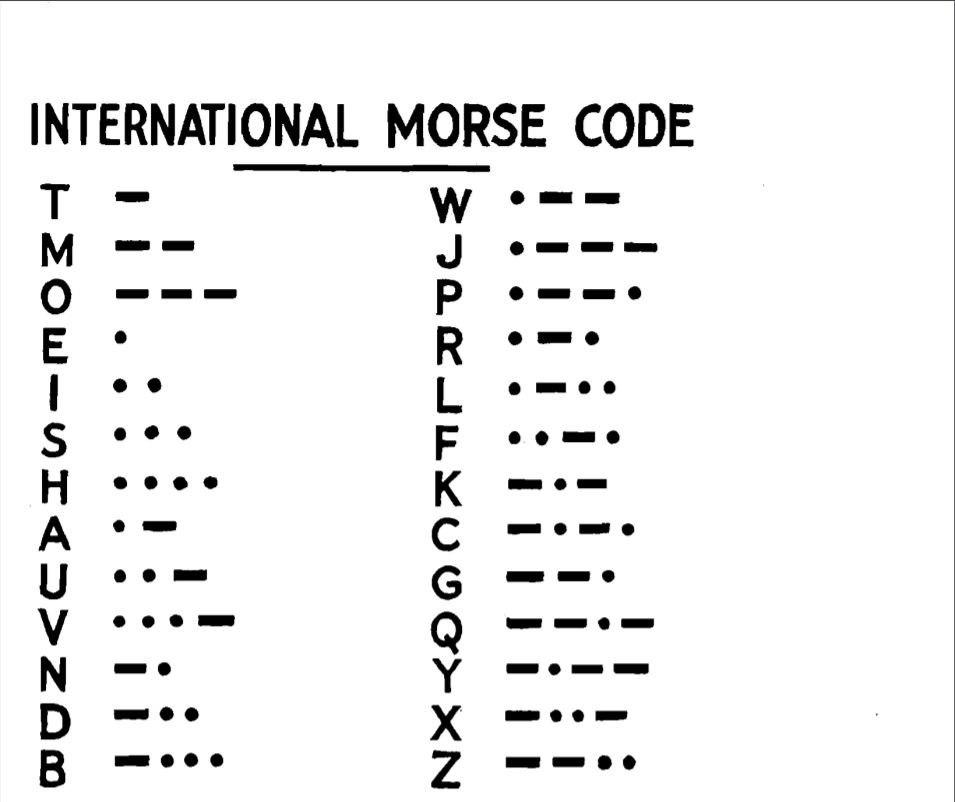 INTERNATIONAL MORSE CODE
T –
M – –
O – – –
E •
I • •
S • • •
H • • • •
A • –
U • • –
V • • • –
N – •
D – • •
B – • • •
W • – –
J • – – –
P • – – •
R • – •
L • – • •
F • • – •
K – • –
C – • – •
G – – •
Q – – • –
Y – • – –
X – • • –
Z – – • •